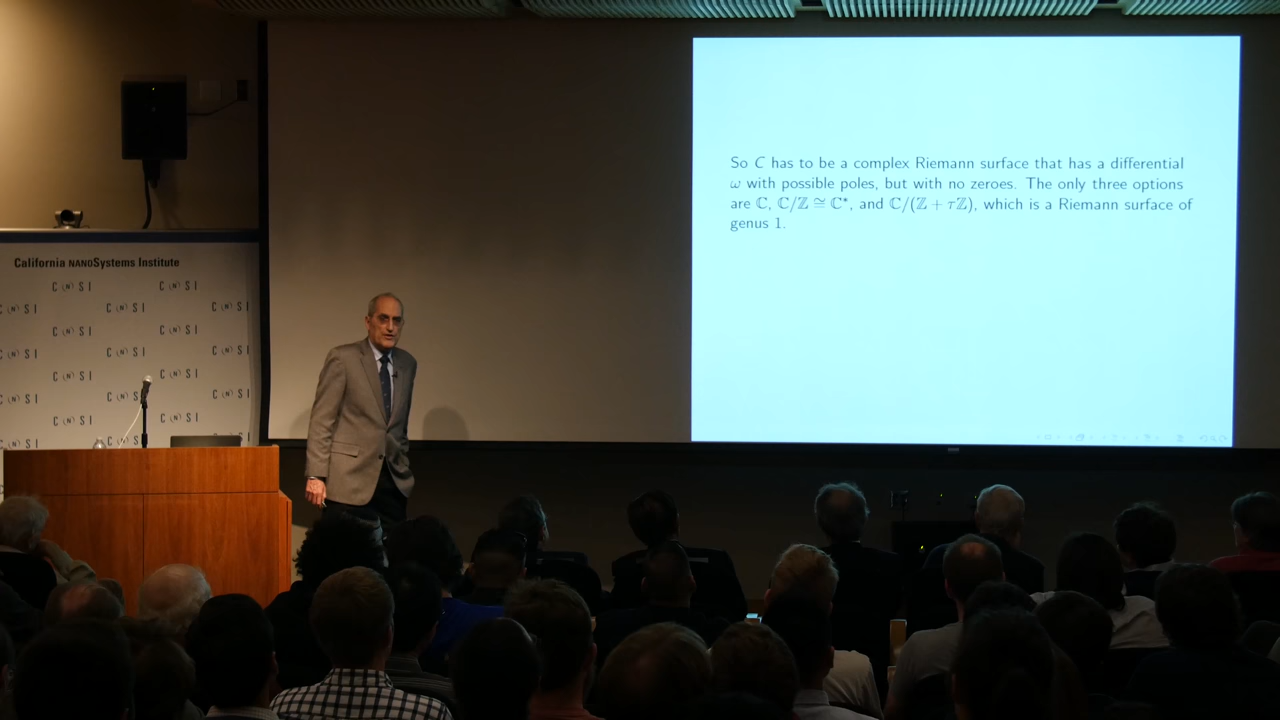 So C has to be a complex Riemann surface that has a differential
ω with possible poles, but with no zeroes. The only three options
are ℂ, ℂ/ℤ ≅ ℂ*, and ℂ/(ℤ + τℤ), which is a Riemann surface of
genus 1.
California NANOSystems Institute
C (N) S I C (N) S I
C (N) S I C (N) S I C (N) S I
C (N) S I C (N) S I
C (N) S I C (N) S I C (N) S I
C (N) S I C (N) S I
C (N) S I C (N) S I C (N) S I
C (N) S I C (N) S I